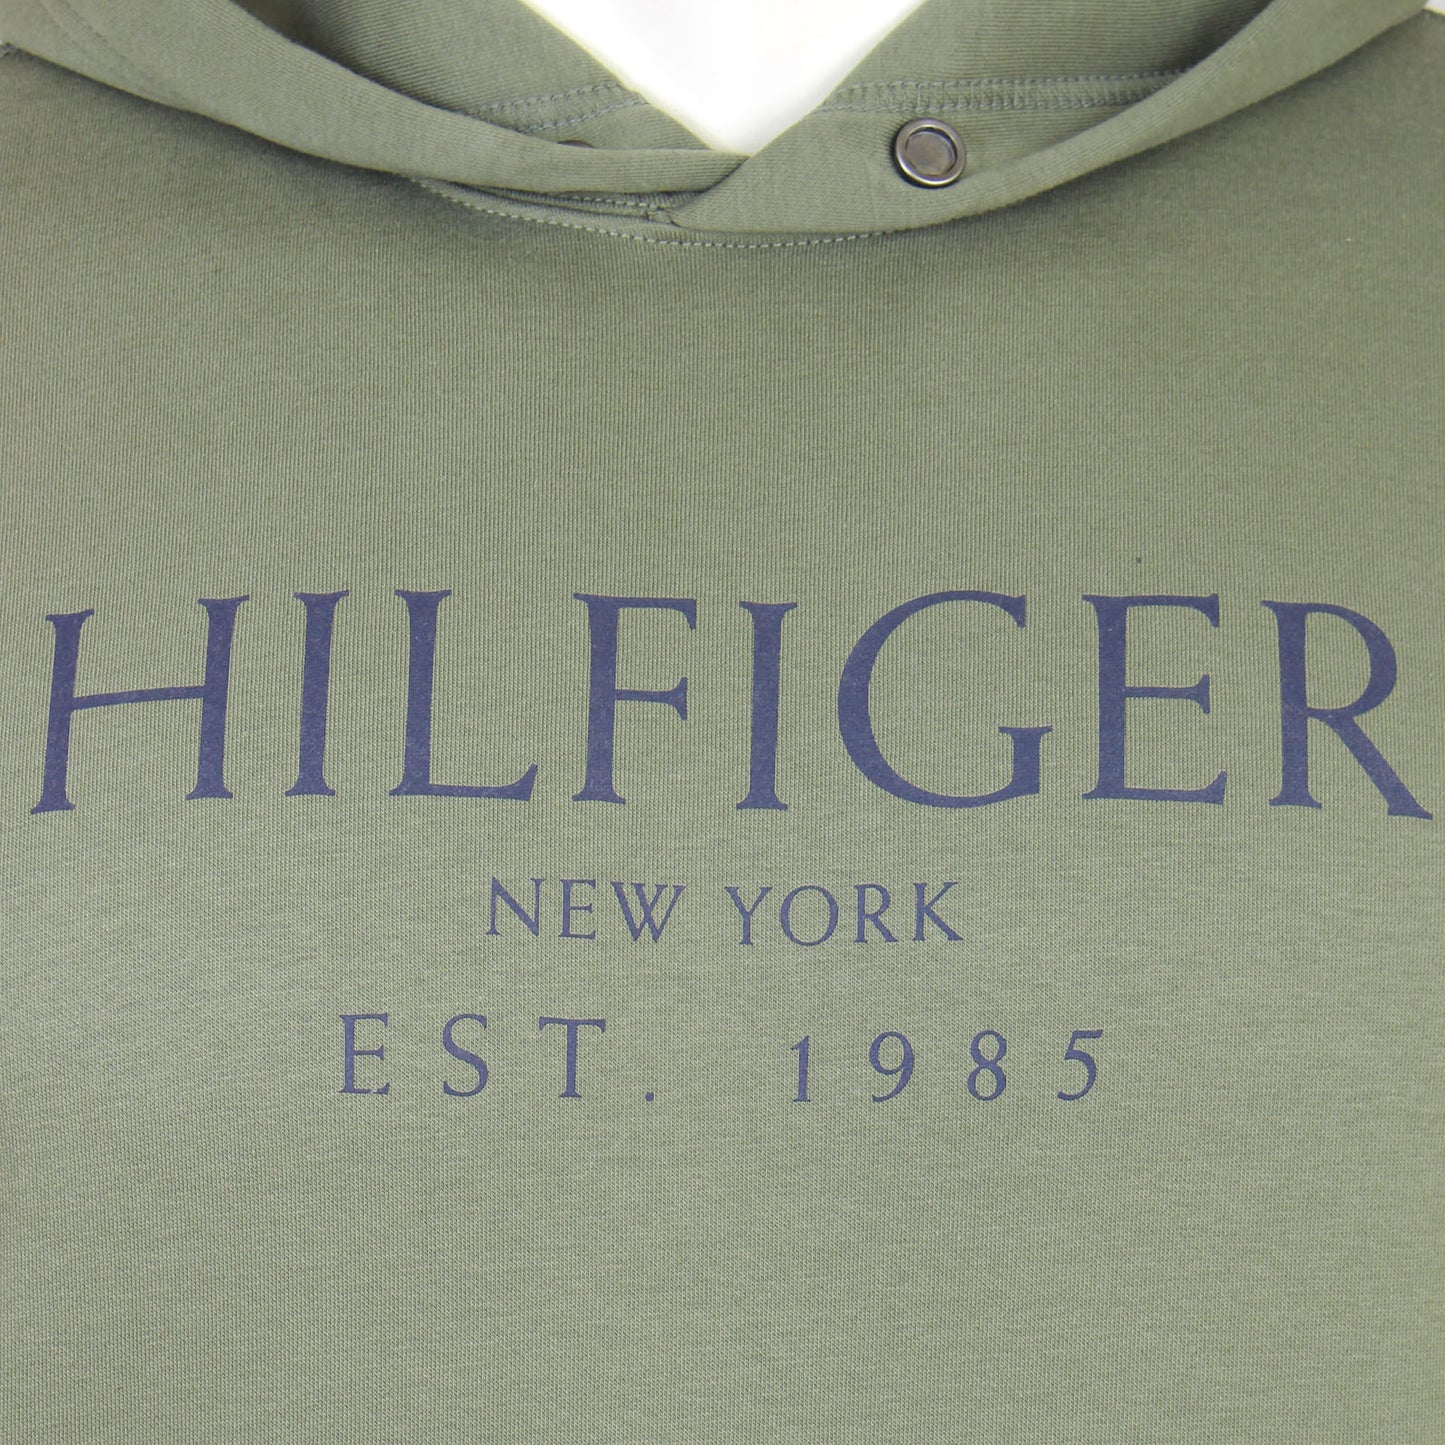 HILFIGER
NEW YORK
EST. 1985